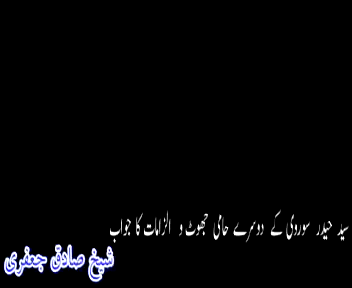 سید حیدر سوروی کے دوسرے حامی جھوٹ و الزامات کا جواب
شیخ صادق جعفری